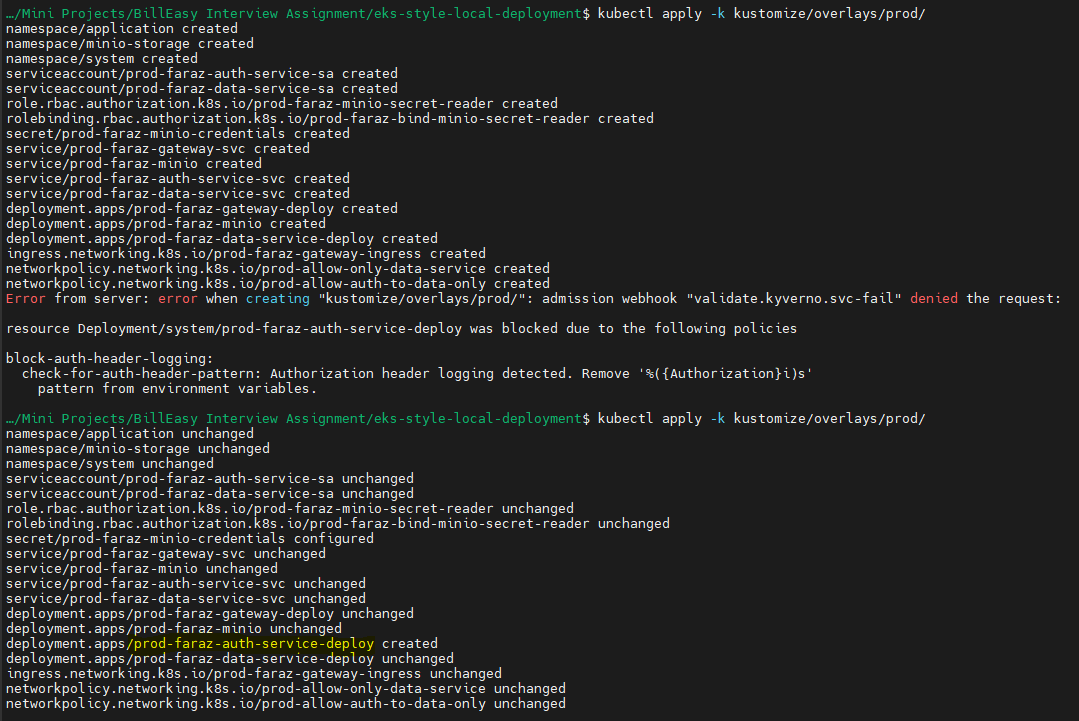 …/Mini Projects/BillEasy Interview Assignment/eks-style-local-deployment$ kubectl apply -k kustomize/overlays/prod/
namespace/application created
namespace/minio-storage created
namespace/system created
serviceaccount/prod-faraz-auth-service-sa created
serviceaccount/prod-faraz-data-service-sa created
role.rbac.authorization.k8s.io/prod-faraz-minio-secret-reader created
rolebinding.rbac.authorization.k8s.io/prod-faraz-bind-minio-secret-reader created
secret/prod-faraz-minio-credentials created
service/prod-faraz-gateway-svc created
service/prod-faraz-minio created
service/prod-faraz-auth-service-svc created
service/prod-faraz-data-service-svc created
deployment.apps/prod-faraz-gateway-deploy created
deployment.apps/prod-faraz-minio created
deployment.apps/prod-faraz-data-service-deploy created
ingress.networking.k8s.io/prod-faraz-gateway-ingress created
networkpolicy.networking.k8s.io/prod-allow-only-data-service created
networkpolicy.networking.k8s.io/prod-allow-auth-to-data-only created
Error from server: error when creating "kustomize/overlays/prod/": admission webhook "validate.kyverno.svc-fail" denied the request:
resource Deployment/system/prod-faraz-auth-service-deploy was blocked due to the following policies
block-auth-header-logging:
check-for-auth-header-pattern: Authorization header logging detected. Remove '%({Authorization}i)s'
pattern from environment variables.
…/Mini Projects/BillEasy Interview Assignment/eks-style-local-deployment$ kubectl apply -k kustomize/overlays/prod/
namespace/application unchanged
namespace/minio-storage unchanged
namespace/system unchanged
serviceaccount/prod-faraz-auth-service-sa unchanged
serviceaccount/prod-faraz-data-service-sa unchanged
role.rbac.authorization.k8s.io/prod-faraz-minio-secret-reader unchanged
rolebinding.rbac.authorization.k8s.io/prod-faraz-bind-minio-secret-reader unchanged
secret/prod-faraz-minio-credentials configured
service/prod-faraz-gateway-svc unchanged
service/prod-faraz-minio unchanged
service/prod-faraz-auth-service-svc unchanged
service/prod-faraz-data-service-svc unchanged
deployment.apps/prod-faraz-gateway-deploy unchanged
deployment.apps/prod-faraz-minio unchanged
deployment.apps/prod-faraz-auth-service-deploy created
deployment.apps/prod-faraz-data-service-deploy unchanged
ingress.networking.k8s.io/prod-faraz-gateway-ingress unchanged
networkpolicy.networking.k8s.io/prod-allow-only-data-service unchanged
networkpolicy.networking.k8s.io/prod-allow-auth-to-data-only unchanged